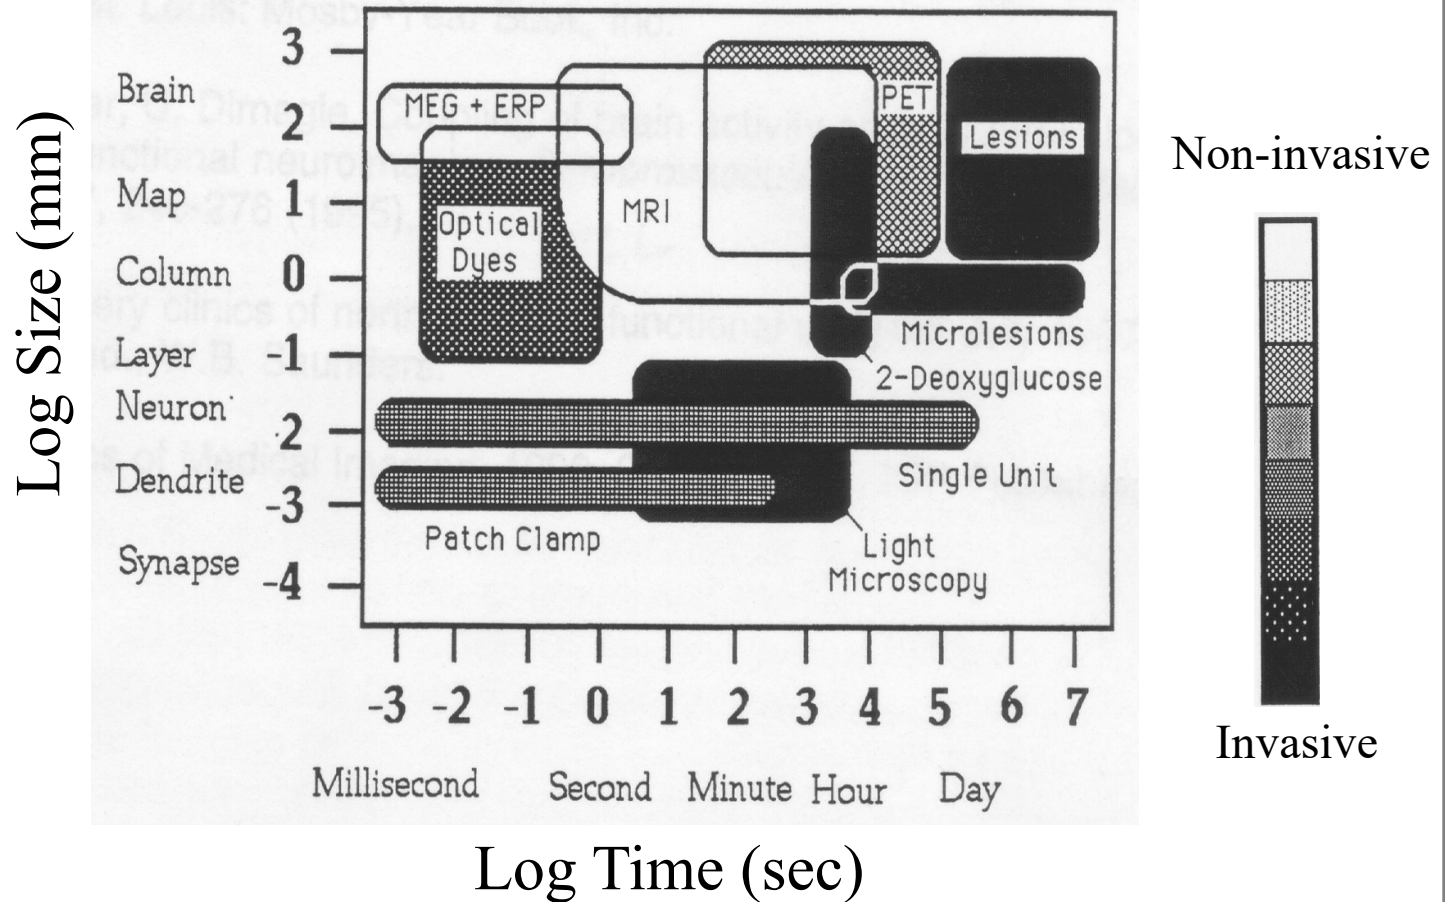 Log Size (mm)
3
2
1
0
-1
-2
-3
-4
Brain
Map
Column
Layer
Neuron
Dendrite
Synapse
MEG + ERP
Optical
Dyes
MRI
PET
Lesions
Microlesions
2-Deoxyglucose
Single Unit
Patch Clamp
Light
Microscopy
-3 -2 -1 0 1 2 3 4 5 6 7
Millisecond Second Minute Hour Day
Log Time (sec)
Non-invasive
Invasive